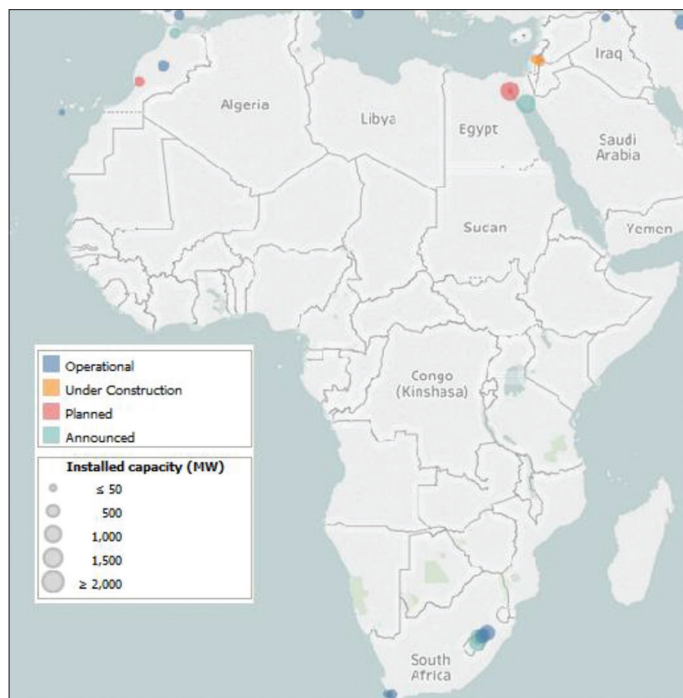 Iraq
Algeria
Libya
Egypt
Saudi
Arabia
Sucan
Yemen
Operational
Under Construction
Planned
Announced
Congo
(Kinshasa)
Installed capacity (MW)
≤ 50
500
1,000
1,500
≥ 2,000
South
Africa